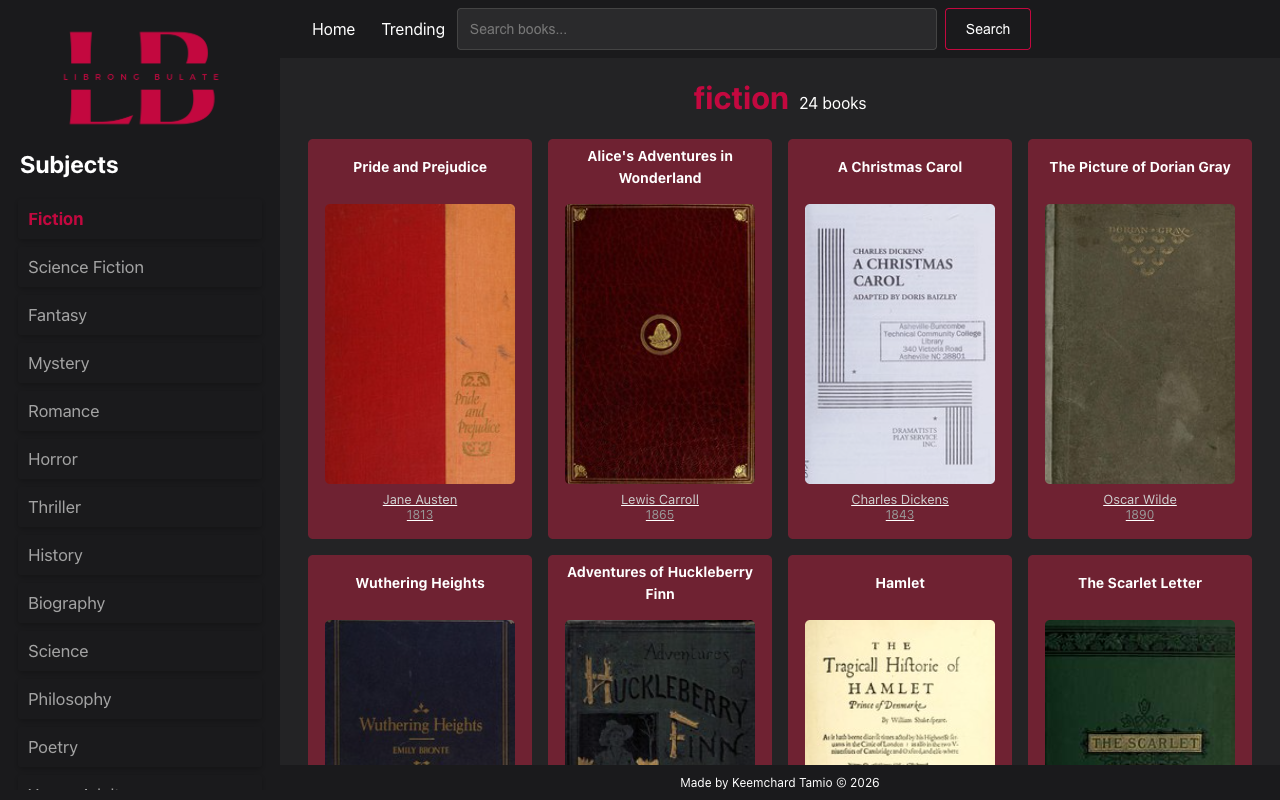 LIBRONG BULATE
Subjects
Fiction
Science Fiction
Fantasy
Mystery
Romance
Horror
Thriller
History
Biography
Science
Philosophy
Poetry
Home
Trending
Search books...
Search
fiction 24 books
Pride and Prejudice
Pride
and
Prejudice
Jane Austen
1813
Alice's Adventures in
Wonderland
Lewis Carroll
1865
A Christmas Carol
CHARLES DICKENS'
A CHRISTMAS
CAROL
ADAPTED BY DORIS BAIZLEY
Asheville-Buncombe
Technical Community College
Library
340 Victoria Road
Asheville NC 28801
DRAMATISTS
PLAY SERVICE
INC.
Charles Dickens
1843
The Picture of Dorian Gray
DORIAN GRAY
Oscar Wilde
1890
Wuthering Heights
Wuthering Heights
EMILY BRONTE
Adventures of Huckleberry
Finn
Adventures of
HUCKLEBERRY
FINN
Hamlet
THE
Tragicall Historie of
HAMLET
Prince of Denmarke.
By William Shakespeare.
The Scarlet Letter
THE SCARLET
Made by Keemchard Tamio © 2026